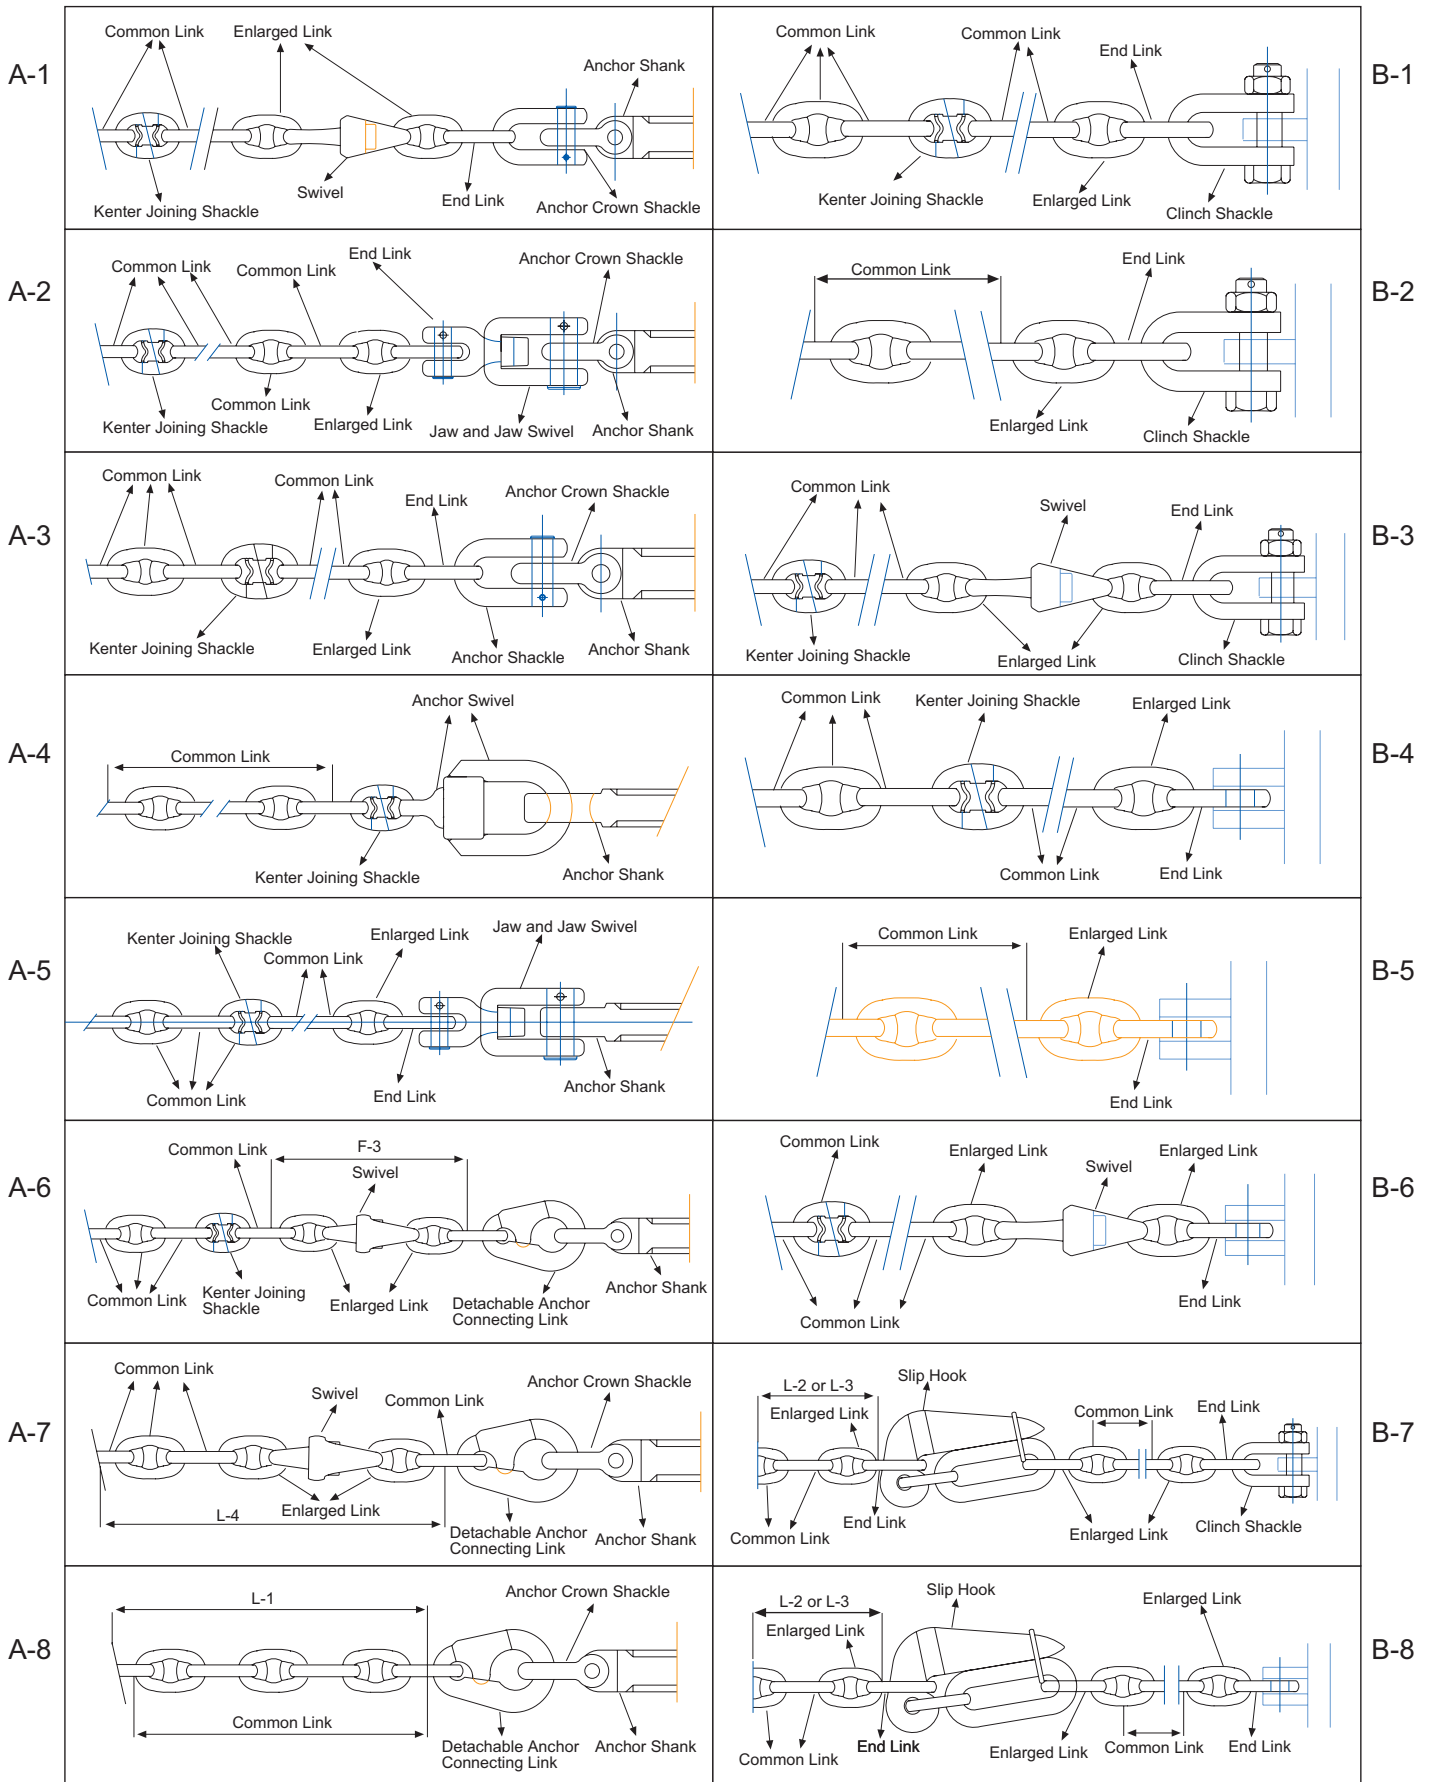 A-1
Common Link
Enlarged Link
Anchor Shank
Swivel
End Link
Kenter Joining Shackle
Anchor Crown Shackle
B-1
Common Link
Common Link
End Link
Kenter Joining Shackle
Enlarged Link
Clinch Shackle
A-2
End Link
Anchor Crown Shackle
Common Link
Common Link
Common Link
Kenter Joining Shackle
Enlarged Link
Jaw and Jaw Swivel
Anchor Shank
B-2
Common Link
End Link
Enlarged Link
Clinch Shackle
A-3
Common Link
Common Link
End Link
Anchor Crown Shackle
Kenter Joining Shackle
Enlarged Link
Anchor Shackle
Anchor Shank
B-3
Common Link
Swivel
End Link
Kenter Joining Shackle
Enlarged Link
Clinch Shackle
A-4
Anchor Swivel
Common Link
Kenter Joining Shackle
Anchor Shank
B-4
Common Link
Kenter Joining Shackle
Enlarged Link
Common Link
End Link
A-5
Kenter Joining Shackle
Common Link
Enlarged Link
Jaw and Jaw Swivel
Common Link
End Link
Anchor Shank
B-5
Common Link
Enlarged Link
End Link
A-6
Common Link
F-3
Swivel
Common Link
Kenter Joining
Shackle
Enlarged Link
Detachable Anchor
Connecting Link
Anchor Shank
B-6
Common Link
Enlarged Link
Swivel
Enlarged Link
Common Link
End Link
A-7
Common Link
Swivel
Common Link
Anchor Crown Shackle
Enlarged Link
L-4
Detachable Anchor
Connecting Link
Anchor Shank
B-7
L-2 or L-3
Slip Hook
Enlarged Link
Common Link
End Link
Common Link
End Link
Enlarged Link
Clinch Shackle
A-8
L-1
Anchor Crown Shackle
Common Link
Detachable Anchor
Connecting Link
Anchor Shank
B-8
L-2 or L-3
Slip Hook
Enlarged Link
Enlarged Link
Common Link
End Link
Enlarged Link
Common Link
End Link